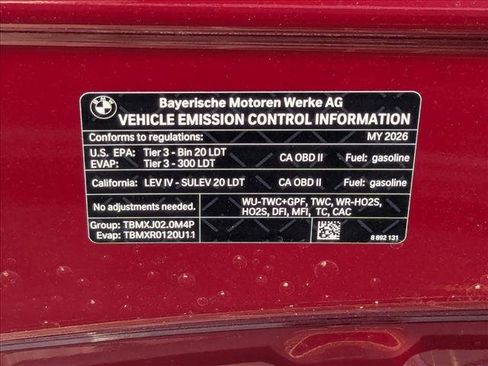 BMW
Bayerische Motoren Werke AG
VEHICLE EMISSION CONTROL INFORMATION
Conforms to regulations: MY 2026
U.S. EPA: Tier 3 - Bin 20 LDT
EVAP: Tier 3 - 300 LDT CA OBD II Fuel: gasoline
California: LEV IV - SULEV 20 LDT CA OBD II Fuel: gasoline
No adjustments needed. WU-TWC+GPF, TWC, WR-HO2S,
HO2S, DFI, MFI, TC, CAC
Group: TBMXJ02.0M4P
Evap: TBMXR0120U1.1 8 892 131